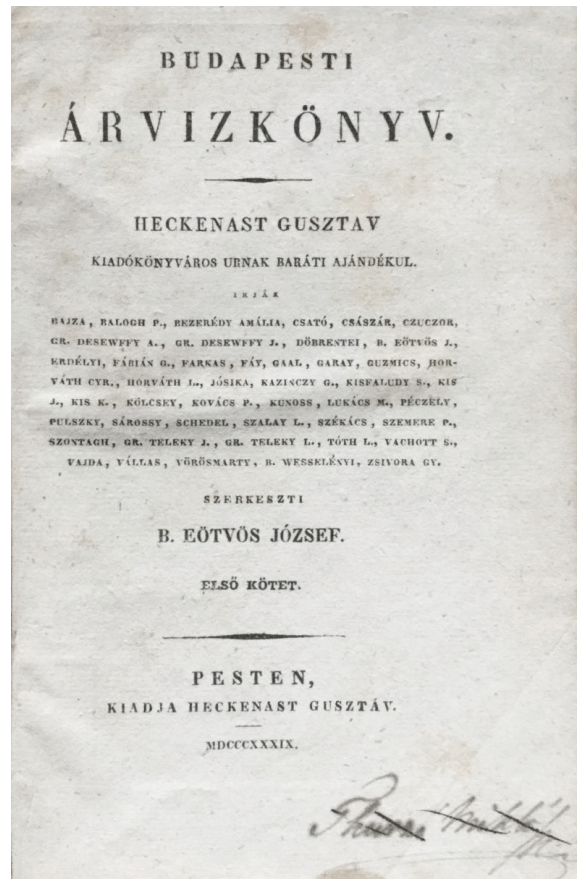 BUDAPESTI
ÁRVIZKÖNYV.
HECKENAST GUSZTAV
KIADÓKÖNYVÁROS URNAK BARÁTI AJÁNDÉKUL.
IRJÁK
BAJZA, BALOGH P., BEZERÉDY AMÁLIA, CSATÓ, CSÁSZÁR, CZUCZOR,
GR. DESEWFFY A., GR. DESEWFFY J., DÖBRENTEI, B. EÖTVÖS J.,
ERDÉLYI, FÁBIÁN G., FARKAS, FÁY, GAAL, GARAY, GUZMICS, HOR-
VÁTH CYR., HORVÁTH L., JÓSIKA, KAZINCZY G., KISFALUDY S., KIS
J., KIS K., KÖLCSEY, KOVÁCS P., KUNOSS, LUKÁCS M., PÉCZELY,
PULSZKY, SÁROSSY, SCHEDEL, SZALAY L., SZÉKÁCS, SZEMERE P.,
SZONTAGH, GR. TELEKY J., GR. TELEKY L., TÓTH L., VACHOTT S.,
VAJDA, VÁLLAS, VÖRÖSMARTY, B. WESSELÉNYI, ZSIVORA GY.
SZERKESZTI
B. EÖTVÖS JÓZSEF.
ELSŐ KÖTET.
PESTEN,
KIADJA HECKENAST GUSZTÁV.
MDCCCXXXIX.